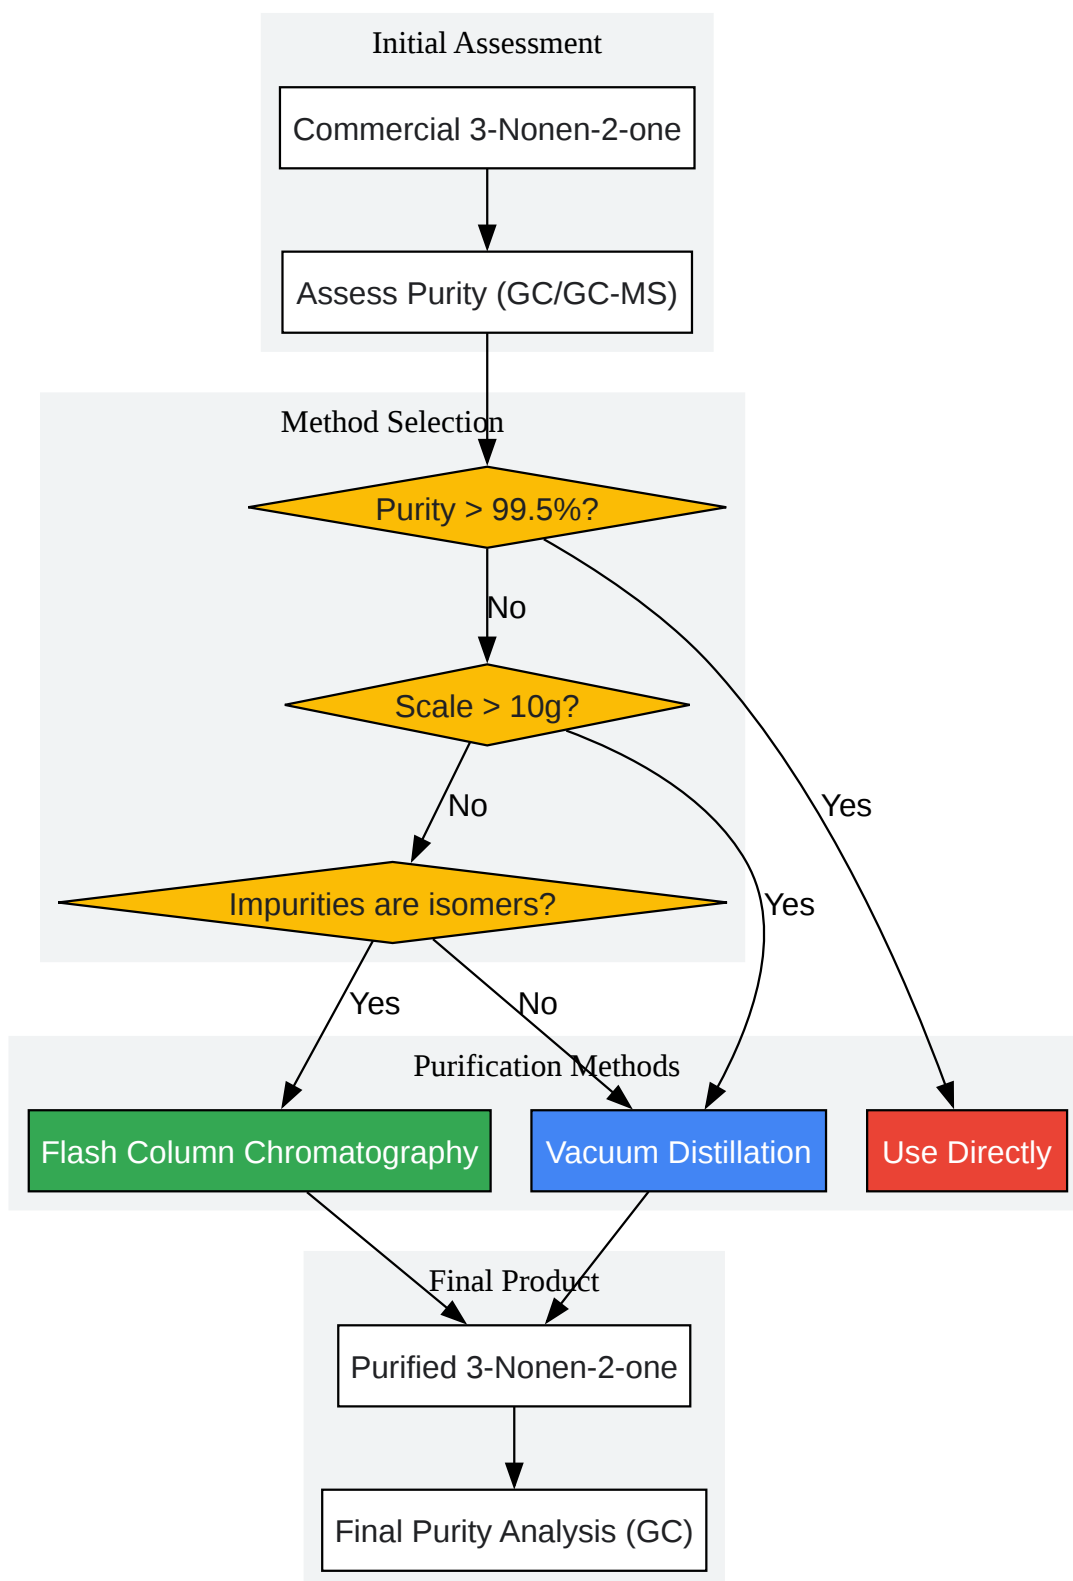 Initial Assessment
Commercial 3-Nonen-2-one
Assess Purity (GC/GC-MS)
Method Selection
Purity > 99.5%?
No
Scale > 10g?
No
Yes
Impurities are isomers?
Yes
Yes
No
Purification Methods
Flash Column Chromatography
Vacuum Distillation
Use Directly
Final Product
Purified 3-Nonen-2-one
Final Purity Analysis (GC)